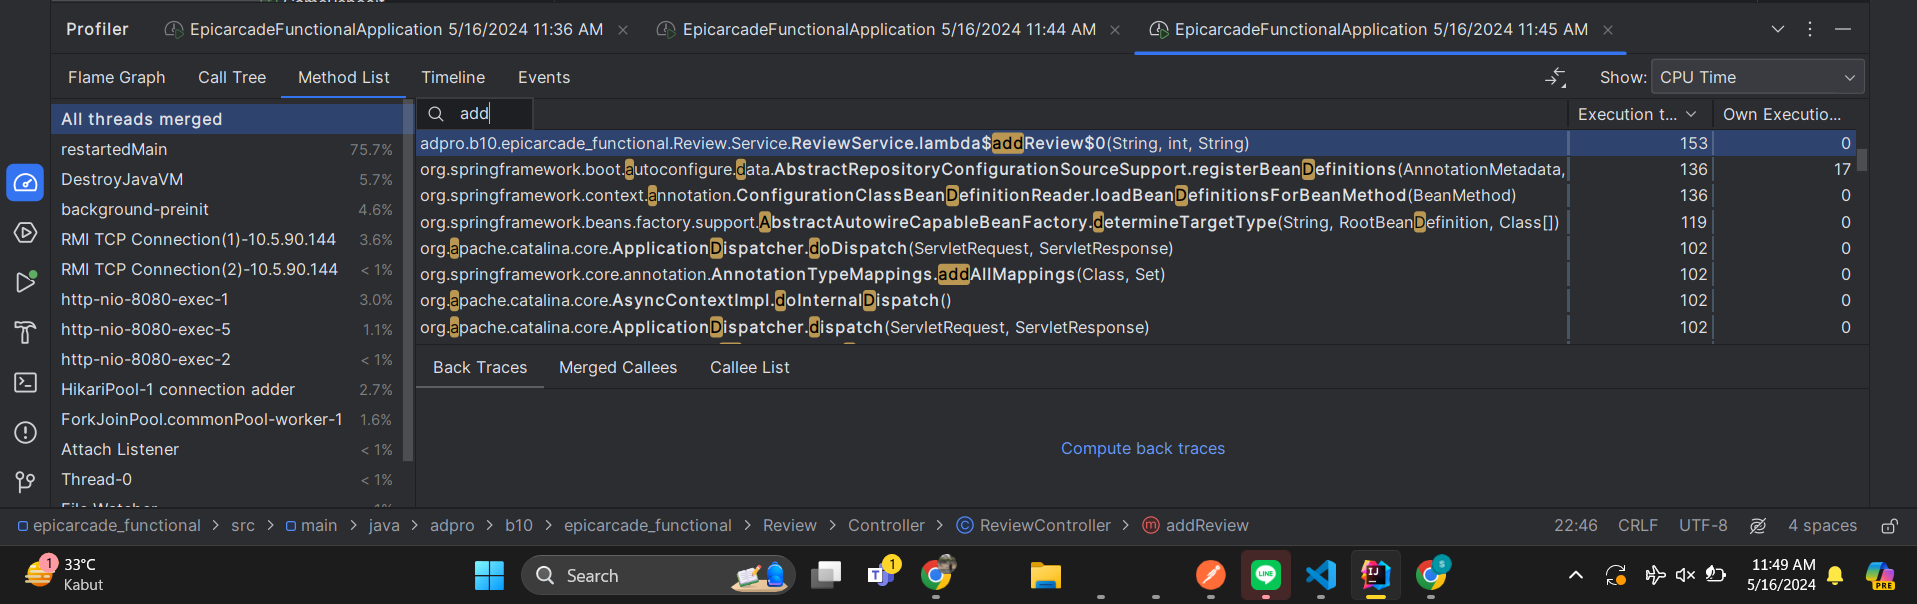 Profiler EpicarcadeFunctionalApplication 5/16/2024 11:36 AM EpicarcadeFunctionalApplication 5/16/2024 11:44 AM EpicarcadeFunctionalApplication 5/16/2024 11:45 AM
Flame Graph Call Tree Method List Timeline Events Show: CPU Time
All threads merged
restartedMain 75.7%
DestroyJavaVM 5.7%
background-preinit 4.6%
RMI TCP Connection(1)-10.5.90.144 3.6%
RMI TCP Connection(2)-10.5.90.144 < 1%
http-nio-8080-exec-1 3.0%
http-nio-8080-exec-5 1.1%
http-nio-8080-exec-2 < 1%
HikariPool-1 connection adder 2.7%
ForkJoinPool.commonPool-worker-1 1.6%
Attach Listener < 1%
Thread-0 < 1%
add Execution t... Own Executio...
adpro.b10.epicarcade_functional.Review.Service.ReviewService.lambda$addReview$0(String, int, String) 153 0
org.springframework.boot.autoconfigure.data.AbstractRepositoryConfigurationSourceSupport.registerBeanDefinitions(AnnotationMetadata, 136 17
org.springframework.context.annotation.ConfigurationClassBeanDefinitionReader.loadBeanDefinitionsForBeanMethod(BeanMethod) 136 0
org.springframework.beans.factory.support.AbstractAutowireCapableBeanFactory.determineTargetType(String, RootBeanDefinition, Class[]) 119 0
org.apache.catalina.core.ApplicationDispatcher.doDispatch(ServletRequest, ServletResponse) 102 0
org.springframework.core.annotation.AnnotationTypeMappings.addAllMappings(Class, Set) 102 0
org.apache.catalina.core.AsyncContextImpl.doInternalDispatch() 102 0
org.apache.catalina.core.ApplicationDispatcher.dispatch(ServletRequest, ServletResponse) 102 0
Back Traces Merged Callees Callee List
Compute back traces
epicarcade_functional > src > main > java > adpro > b10 > epicarcade_functional > Review > Controller > ReviewController > addReview 22:46 CRLF UTF-8 4 spaces
1 33°C
Kabut
Search
1
PRE
11:49 AM
5/16/2024